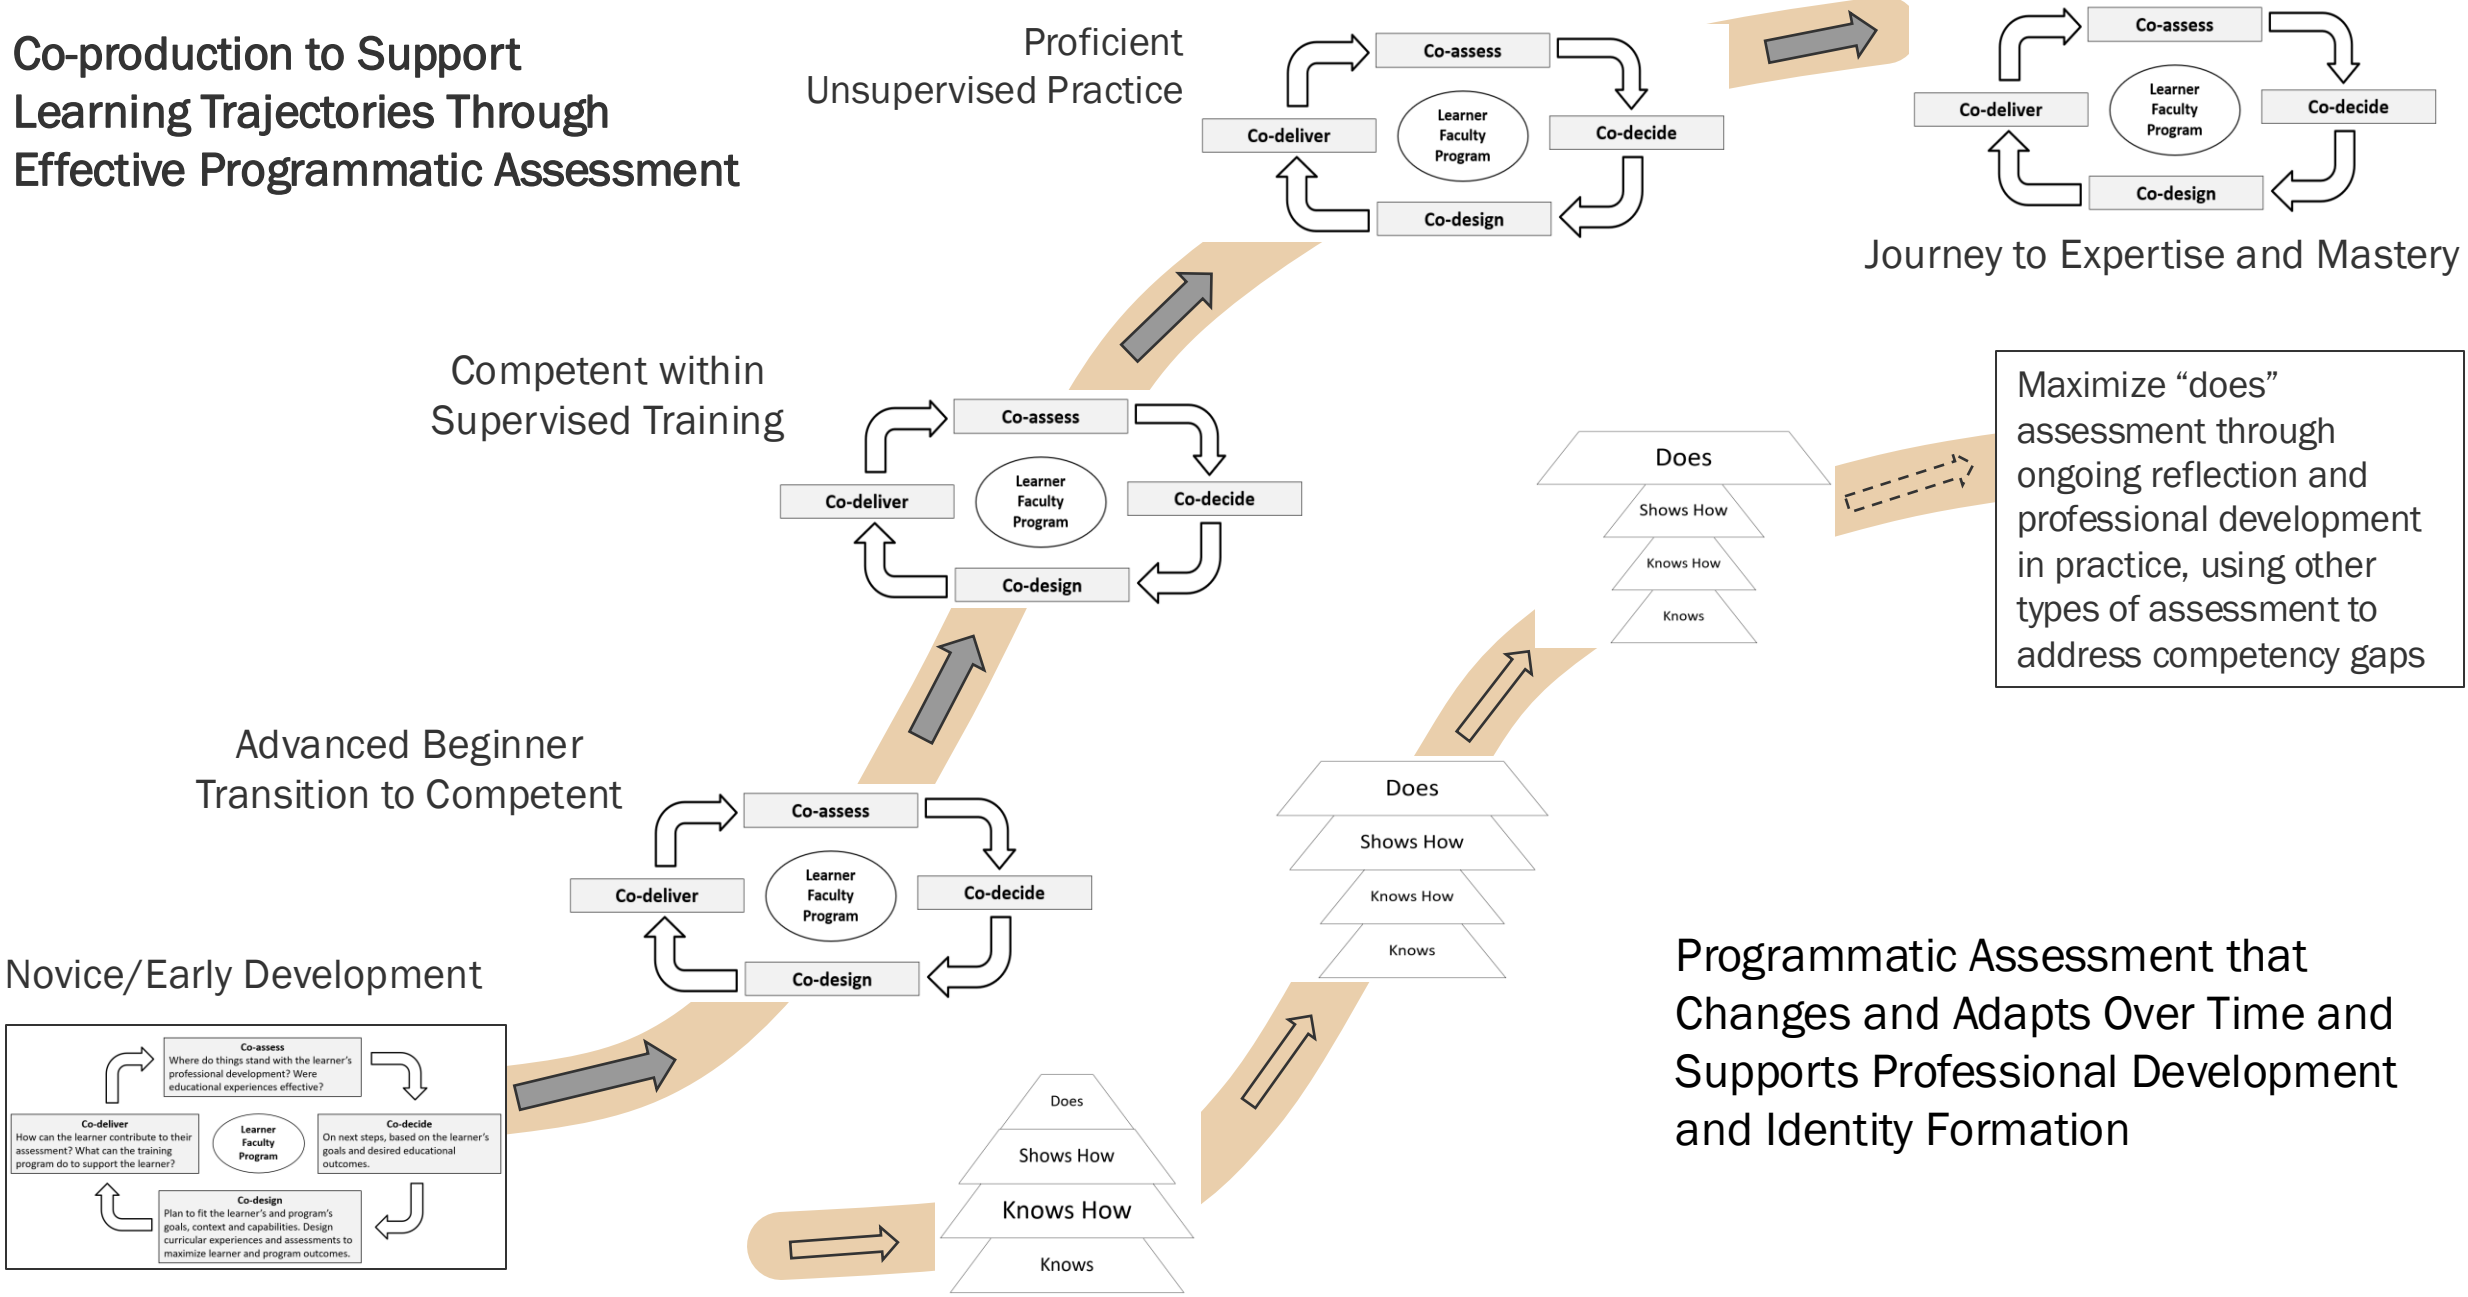 Co-production to Support
Learning Trajectories Through
Effective Programmatic Assessment
Proficient
Unsupervised Practice
Co-assess
Co-deliver
Learner
Faculty
Program
Co-decide
Co-design
Co-assess
Co-deliver
Learner
Faculty
Program
Co-decide
Co-design
Journey to Expertise and Mastery
Competent within
Supervised Training
Co-assess
Co-deliver
Learner
Faculty
Program
Co-decide
Co-design
Advanced Beginner
Transition to Competent
Co-assess
Co-deliver
Learner
Faculty
Program
Co-decide
Co-design
Novice/Early Development
Co-assess
Where do things stand with the learner's
professional development? Were
educational experiences effective?
Co-deliver
How can the learner contribute to their
assessment? What can the training
program do to support the learner?
Learner
Faculty
Program
Co-decide
On next steps, based on the learner's
goals and desired educational
outcomes.
Co-design
Plan to fit the learner's and program's
goals, context and capabilities. Design
curricular experiences and assessments to
maximize learner and program outcomes.
Does
Shows How
Knows How
Knows
Does
Shows How
Knows How
Knows
Does
Shows How
Knows How
Knows
Maximize “does”
assessment through
ongoing reflection and
professional development
in practice, using other
types of assessment to
address competency gaps
Programmatic Assessment that
Changes and Adapts Over Time and
Supports Professional Development
and Identity Formation